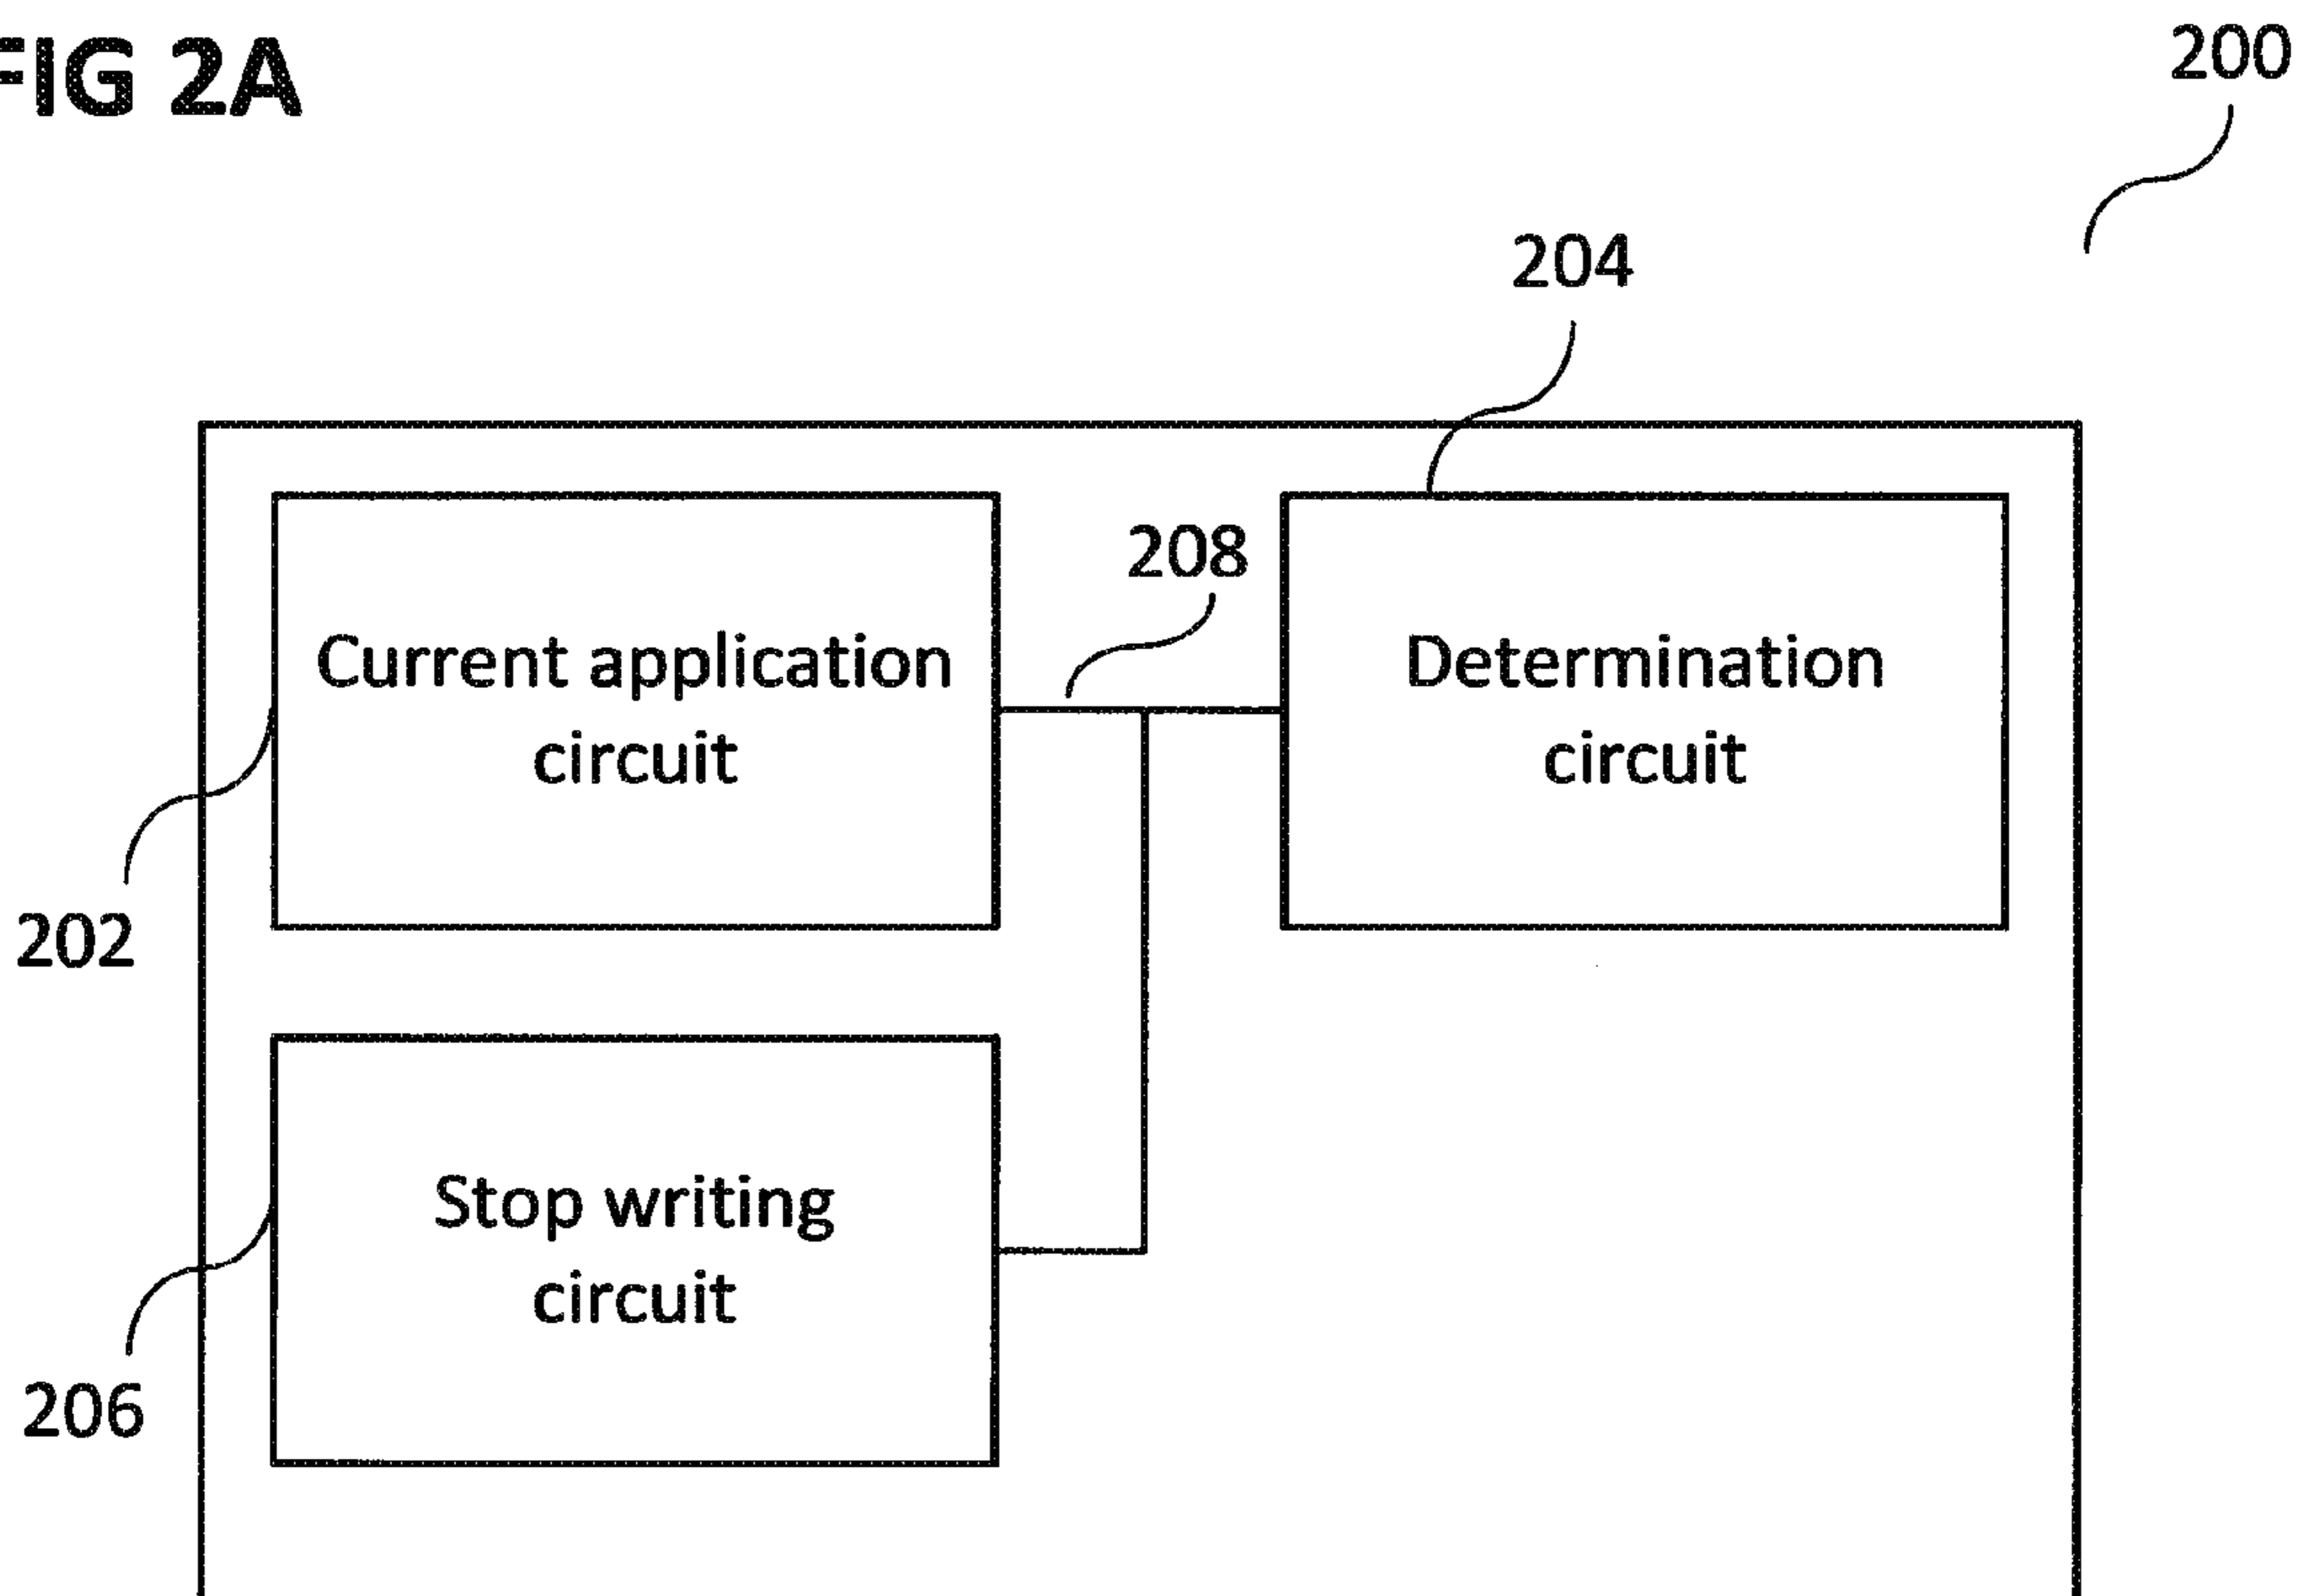 FIG 2A
200
204
208
Current application
circuit
Determination
circuit
202
Stop writing
circuit
206